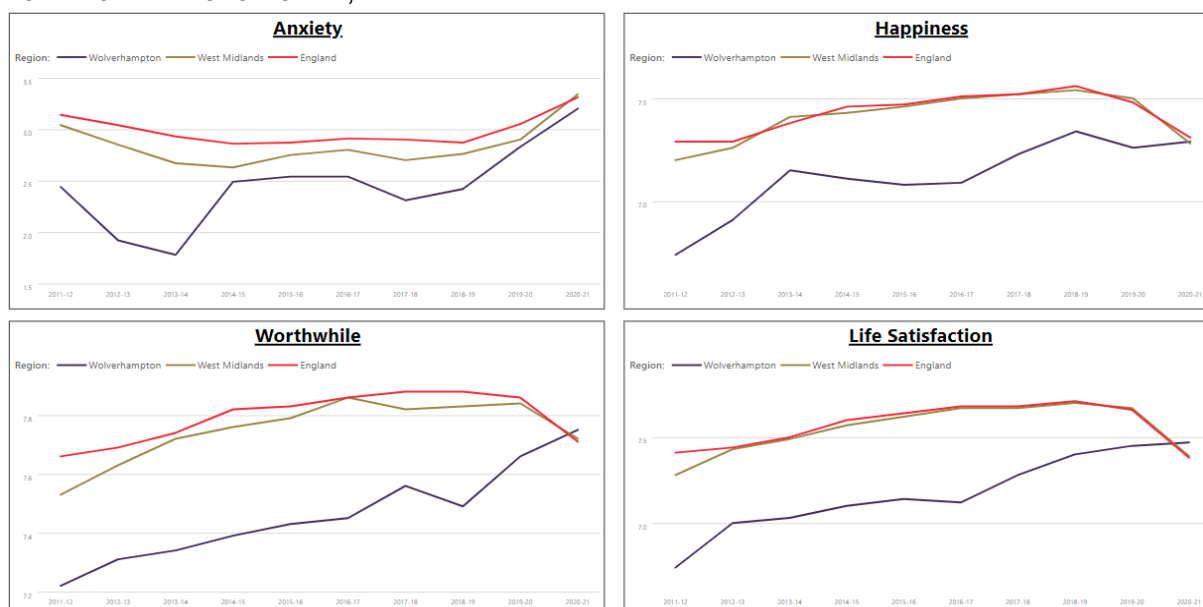 Anxiety
Region: Wolverhampton West Midlands England
3.5
3.0
2.5
2.0
1.5
2011-12 2012-13 2013-14 2014-15 2015-16 2016-17 2017-18 2018-19 2019-20 2020-21
Happiness
Region: Wolverhampton West Midlands England
7.5
7.0
2011-12 2012-13 2013-14 2014-15 2015-16 2016-17 2017-18 2018-19 2019-20 2020-21
Worthwhile
Region: Wolverhampton West Midlands England
7.8
7.6
7.4
7.2
2011-12 2012-13 2013-14 2014-15 2015-16 2016-17 2017-18 2018-19 2019-20 2020-21
Life Satisfaction
Region: Wolverhampton West Midlands England
7.5
7.0
2011-12 2012-13 2013-14 2014-15 2015-16 2016-17 2017-18 2018-19 2019-20 2020-21